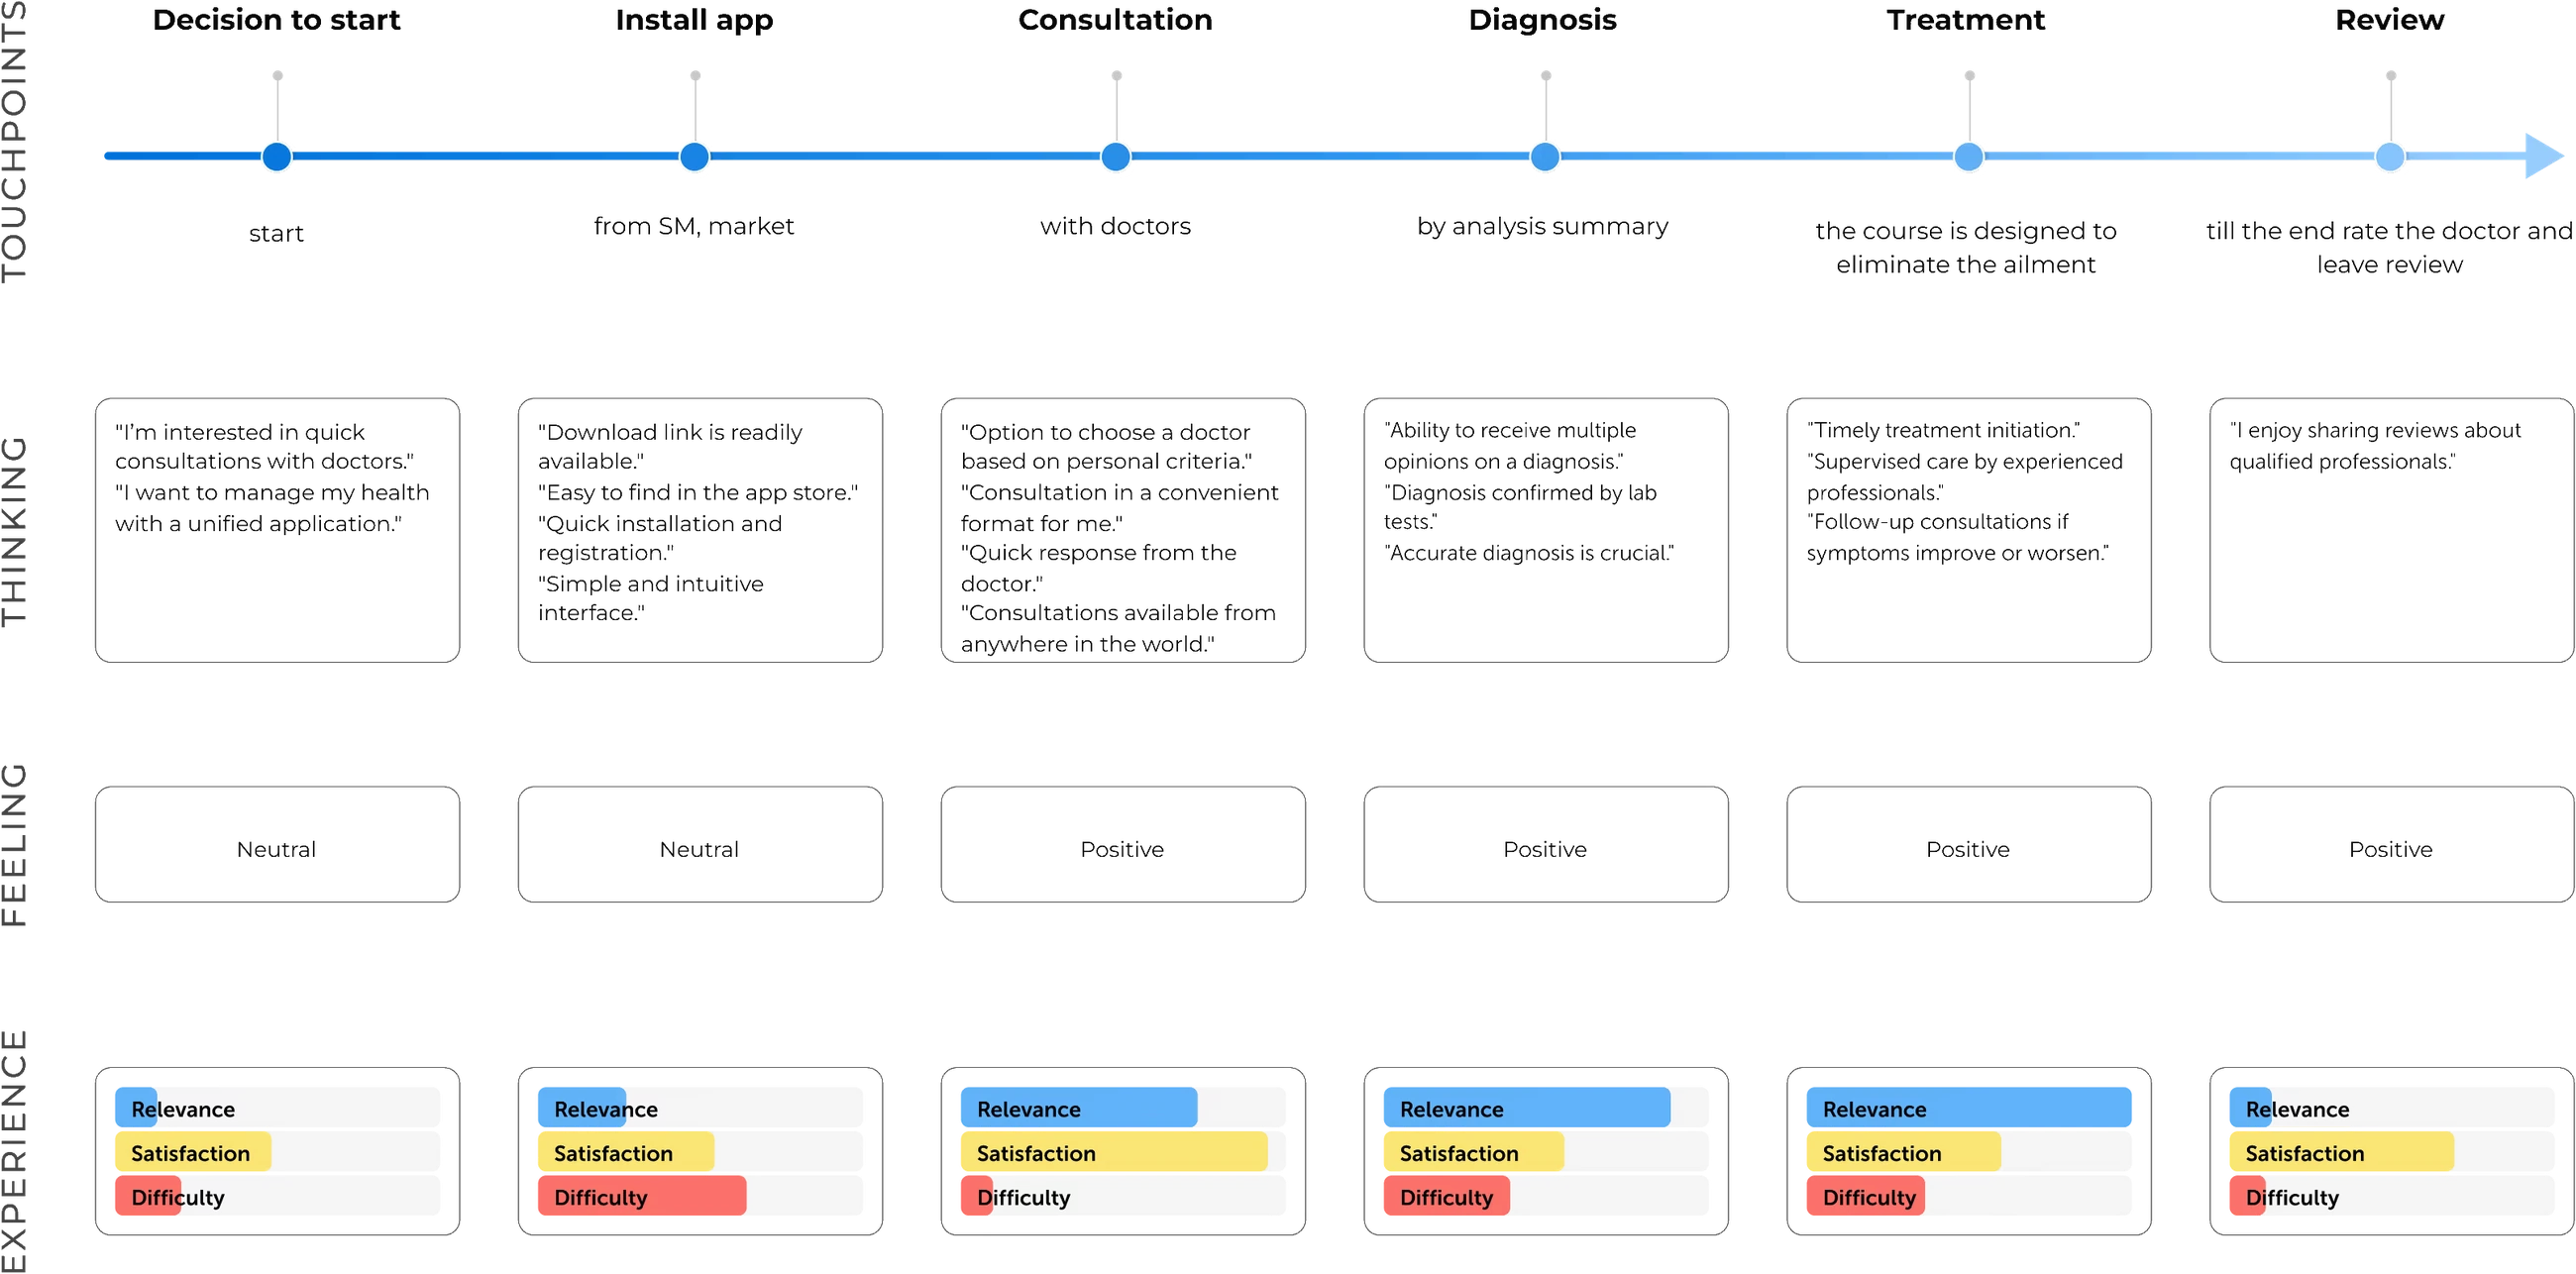 TOUCHPOINTS
Decision to start
Install app
Consultation
Diagnosis
Treatment
Review
start
from SM, market
with doctors
by analysis summary
the course is designed to
eliminate the ailment
till the end rate the doctor and
leave review
THINKING
"I’m interested in quick
consultations with doctors."
"I want to manage my health
with a unified application."
"Download link is readily
available."
"Easy to find in the app store."
"Quick installation and
registration."
"Simple and intuitive
interface."
"Option to choose a doctor
based on personal criteria."
"Consultation in a convenient
format for me."
"Quick response from the
doctor."
"Consultations available from
anywhere in the world."
"Ability to receive multiple
opinions on a diagnosis."
"Diagnosis confirmed by lab
tests."
"Accurate diagnosis is crucial."
"Timely treatment initiation."
"Supervised care by experienced
professionals."
"Follow-up consultations if
symptoms improve or worsen."
"I enjoy sharing reviews about
qualified professionals."
FEELING
Neutral
Neutral
Positive
Positive
Positive
Positive
EXPERIENCE
Relevance
Satisfaction
Difficulty
Relevance
Satisfaction
Difficulty
Relevance
Satisfaction
Difficulty
Relevance
Satisfaction
Difficulty
Relevance
Satisfaction
Difficulty
Relevance
Satisfaction
Difficulty